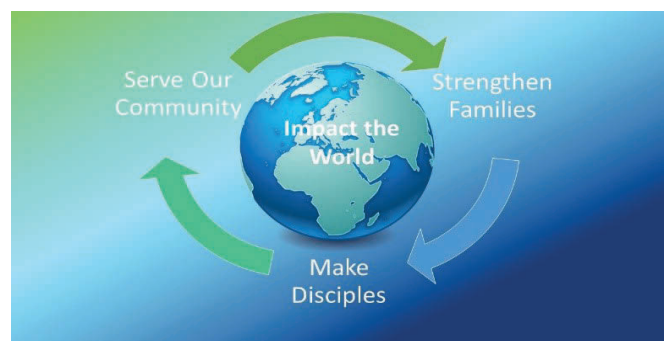 Serve Our
Community
Strengthen
Families
Impact the
World
Make
Disciples